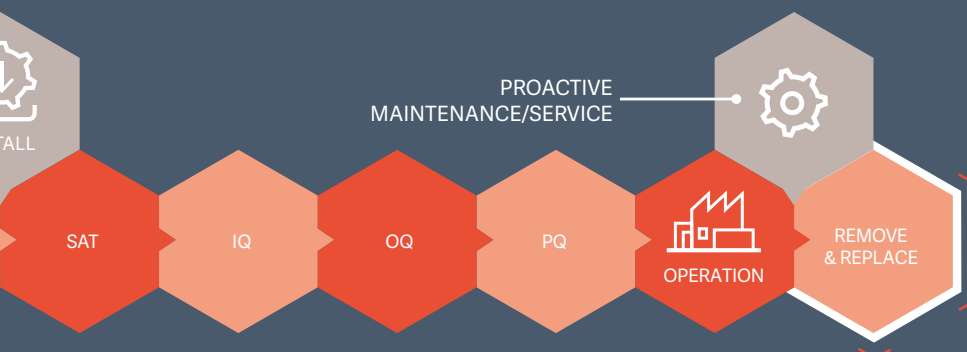 PROACTIVE
MAINTENANCE/SERVICE
TALL
SAT
IQ
OQ
PQ
OPERATION
REMOVE
& REPLACE